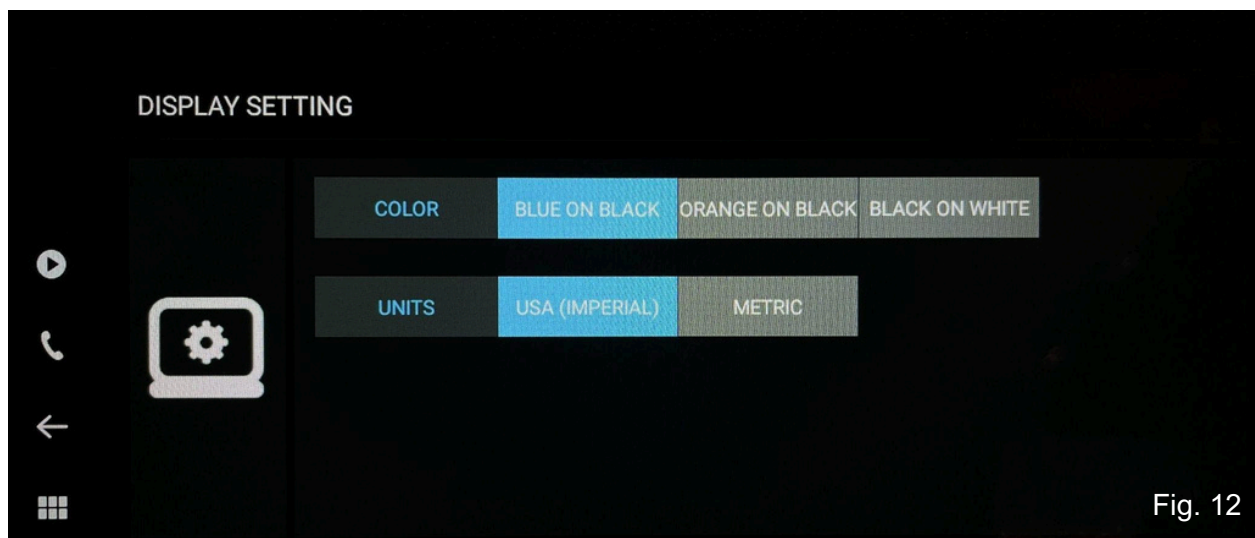 DISPLAY SETTING
COLOR BLUE ON BLACK ORANGE ON BLACK BLACK ON WHITE
UNITS USA (IMPERIAL) METRIC
Fig. 12